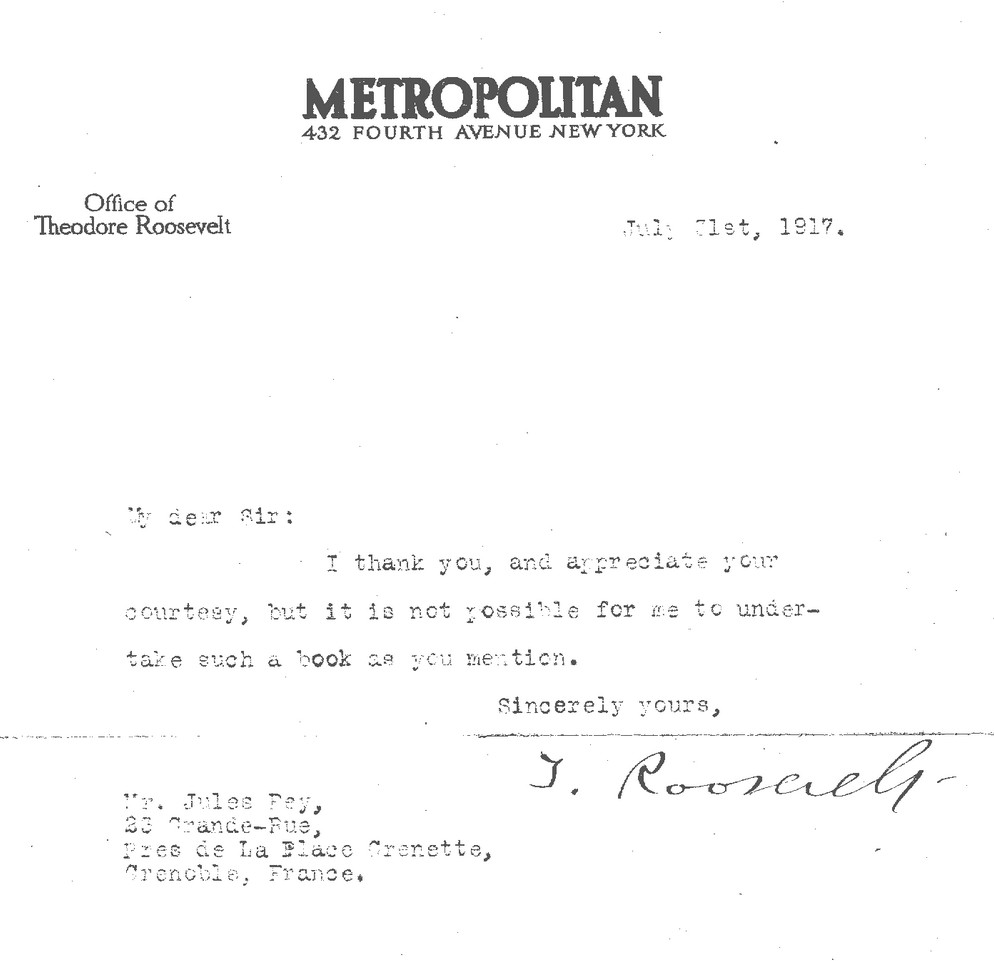 METROPOLITAN
432 FOURTH AVENUE NEW YORK
Office of
Theodore Roosevelt
July 31st, 1917.
My dear Sir:
I thank you, and appreciate your
courtesy, but it is not possible for me to under-
take such a book as you mention.
Sincerely yours,
T. Roosevelt
Mr. Jules
23 Grande-Rue,
Pres de La Place Grenette,
Grenoble, France.